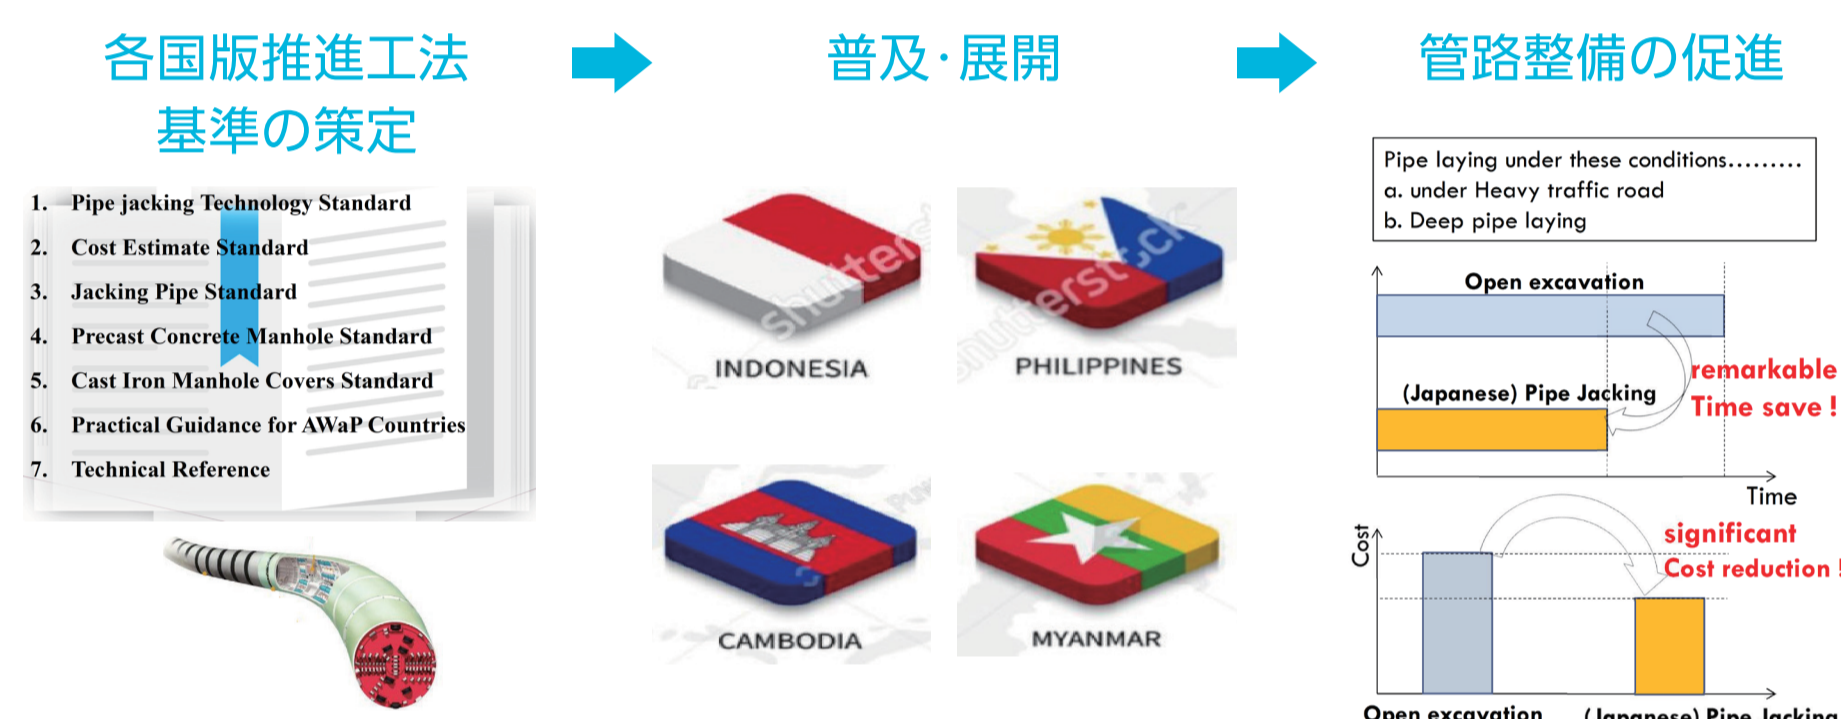 各国版推進工法
基準の策定
1. Pipe jacking Technology Standard
2. Cost Estimate Standard
3. Jacking Pipe Standard
4. Precast Concrete Manhole Standard
5. Cast Iron Manhole Covers Standard
6. Practical Guidance for AWaP Countries
7. Technical Reference
普及・展開
shutters
shutterstock
INDONESIA
PHILIPPINES
CAMBODIA
MYANMAR
管路整備の促進
Pipe laying under these conditions.........
a. under Heavy traffic road
b. Deep pipe laying
Open excavation
(Japanese) Pipe Jacking
remarkable
Time save !
Time
Cost
significant
Cost reduction !
Open excavation
(Japanese) Pipe Jacking